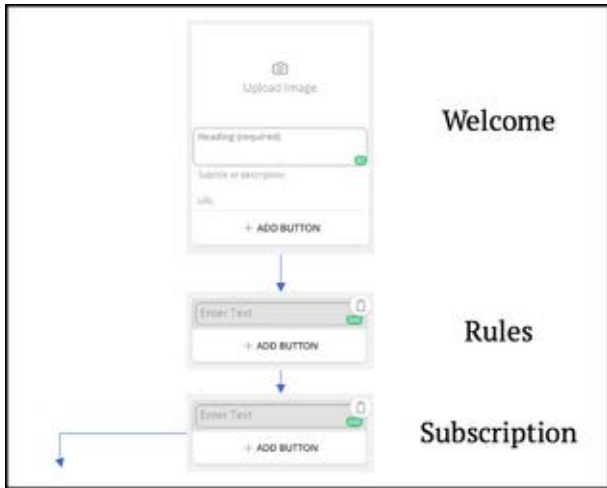 Upload Image
Welcome
Heading (required)
Subtitle or description
URL
+ ADD BUTTON
Enter Text
Rules
+ ADD BUTTON
Enter Text
Subscription
+ ADD BUTTON